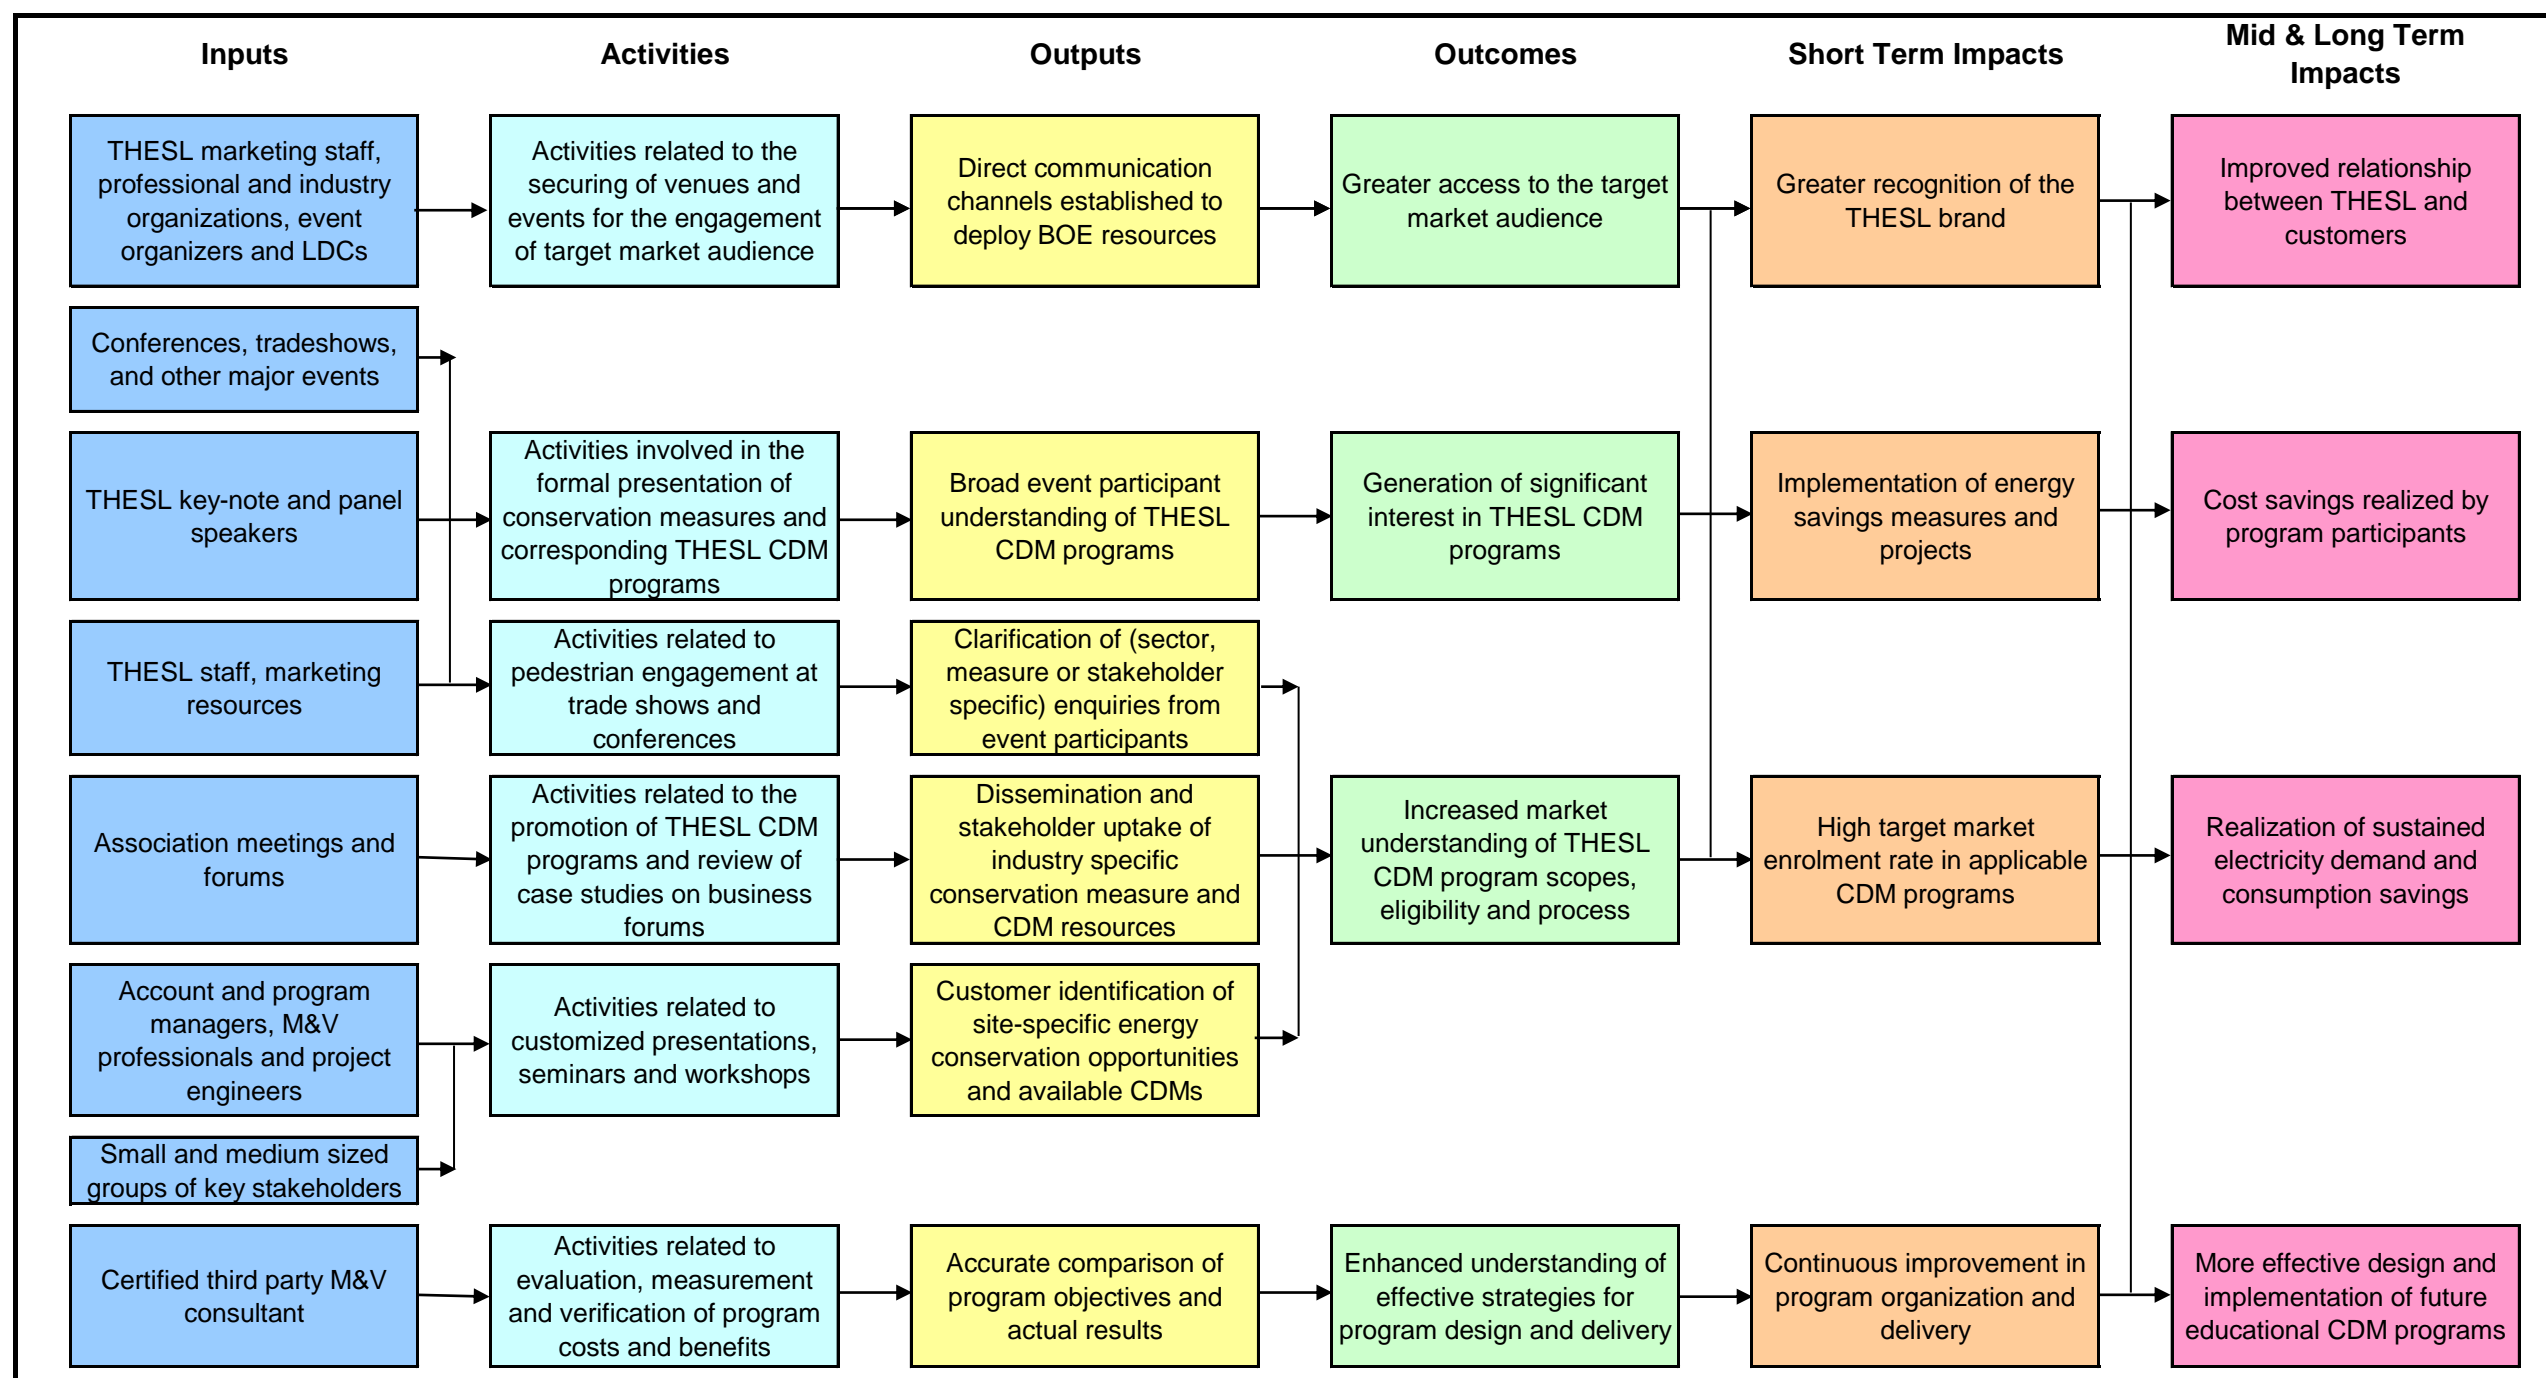 Inputs
Activities
Outputs
Outcomes
Short Term Impacts
Mid & Long Term
Impacts
THESL marketing staff,
professional and industry
organizations, event
organizers and LDCs
Activities related to the
securing of venues and
events for the engagement
of target market audience
Direct communication
channels established to
deploy BOE resources
Greater access to the target
market audience
Greater recognition of the
THESL brand
Improved relationship
between THESL and
customers
Conferences, tradeshows,
and other major events
THESL key-note and panel
speakers
Activities involved in the
formal presentation of
conservation measures and
corresponding THESL CDM
programs
Broad event participant
understanding of THESL
CDM programs
Generation of significant
interest in THESL CDM
programs
Implementation of energy
savings measures and
projects
Cost savings realized by
program participants
THESL staff, marketing
resources
Activities related to
pedestrian engagement at
trade shows and
conferences
Clarification of (sector,
measure or stakeholder
specific) enquiries from
event participants
Association meetings and
forums
Activities related to the
promotion of THESL CDM
programs and review of
case studies on business
forums
Dissemination and
stakeholder uptake of
industry specific
conservation measure and
CDM resources
Increased market
understanding of THESL
CDM program scopes,
eligibility and process
High target market
enrolment rate in applicable
CDM programs
Realization of sustained
electricity demand and
consumption savings
Account and program
managers, M&V
professionals and project
engineers
Activities related to
customized presentations,
seminars and workshops
Customer identification of
site-specific energy
conservation opportunities
and available CDMs
Small and medium sized
groups of key stakeholders
Certified third party M&V
consultant
Activities related to
evaluation, measurement
and verification of program
costs and benefits
Accurate comparison of
program objectives and
actual results
Enhanced understanding of
effective strategies for
program design and delivery
Continuous improvement in
program organization and
delivery
More effective design and
implementation of future
educational CDM programs